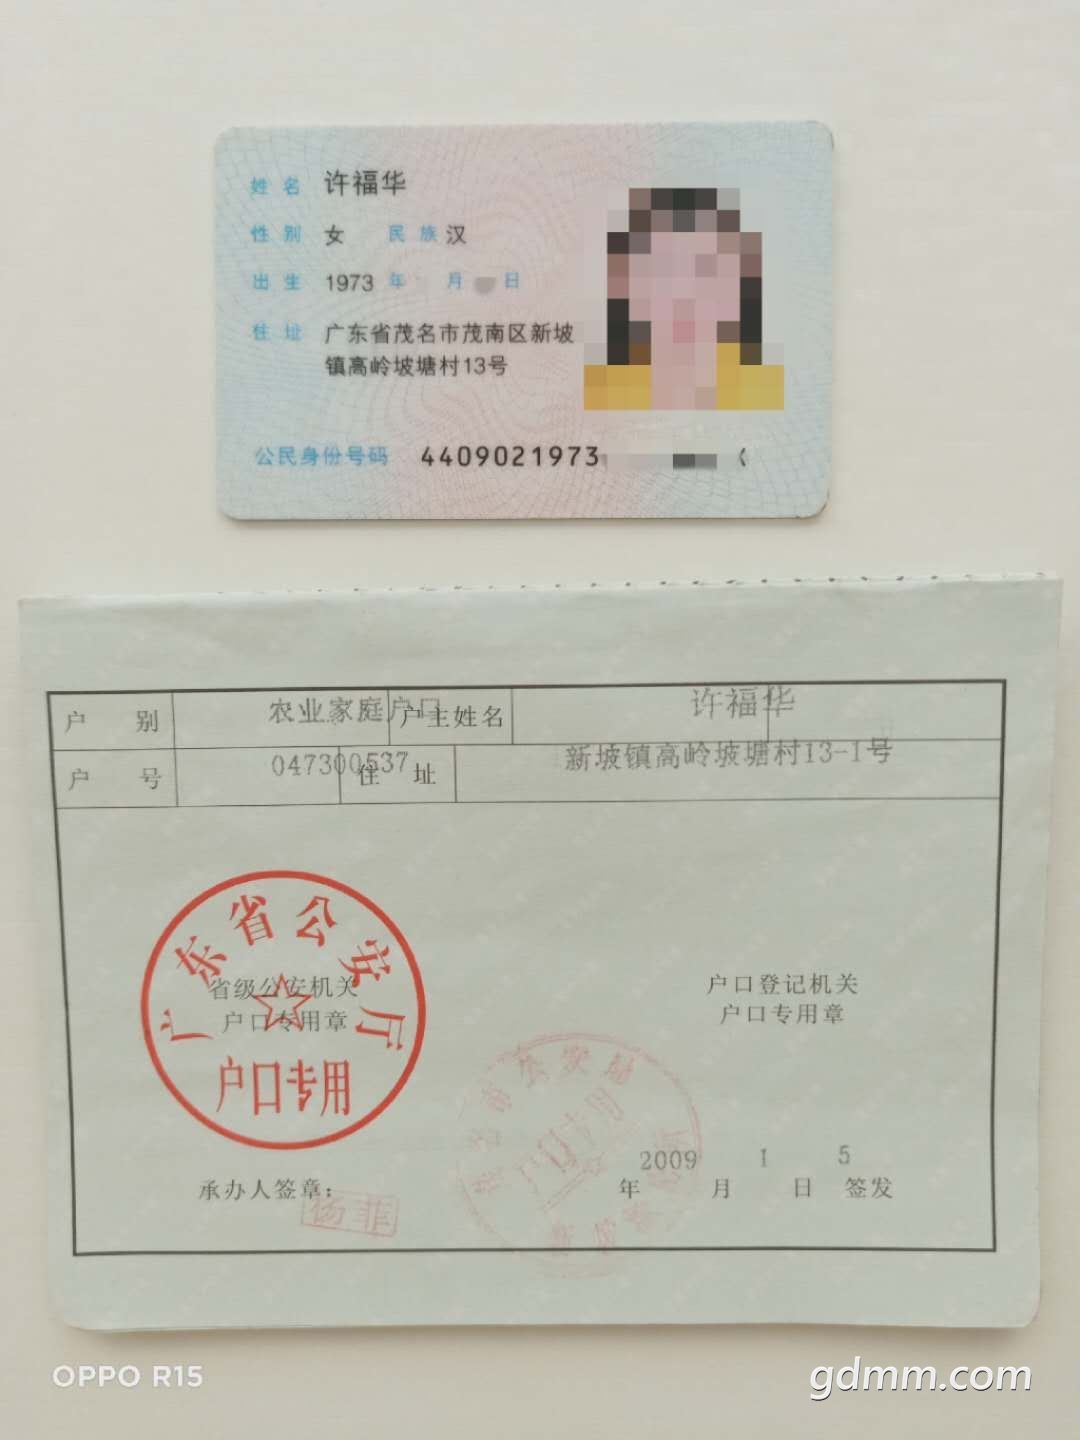 姓名 许福华
性别 女 民族 汉
出生 1973 年 月 日
住址 广东省茂名市茂南区新坡
镇高岭坡塘村13号
公民身份号码 4409021973
户 别 农业家庭户口 户主姓名 许福华
户 号 047300537 住 址 新坡镇高岭坡塘村13-1号
广东省公安厅
省级公安机关
户口专用章
户口专用
户口登记机关
户口专用章
承办人签章：
杨菲
2009 1 5
年 月 日 签发
OPPO R15
gdmm.com